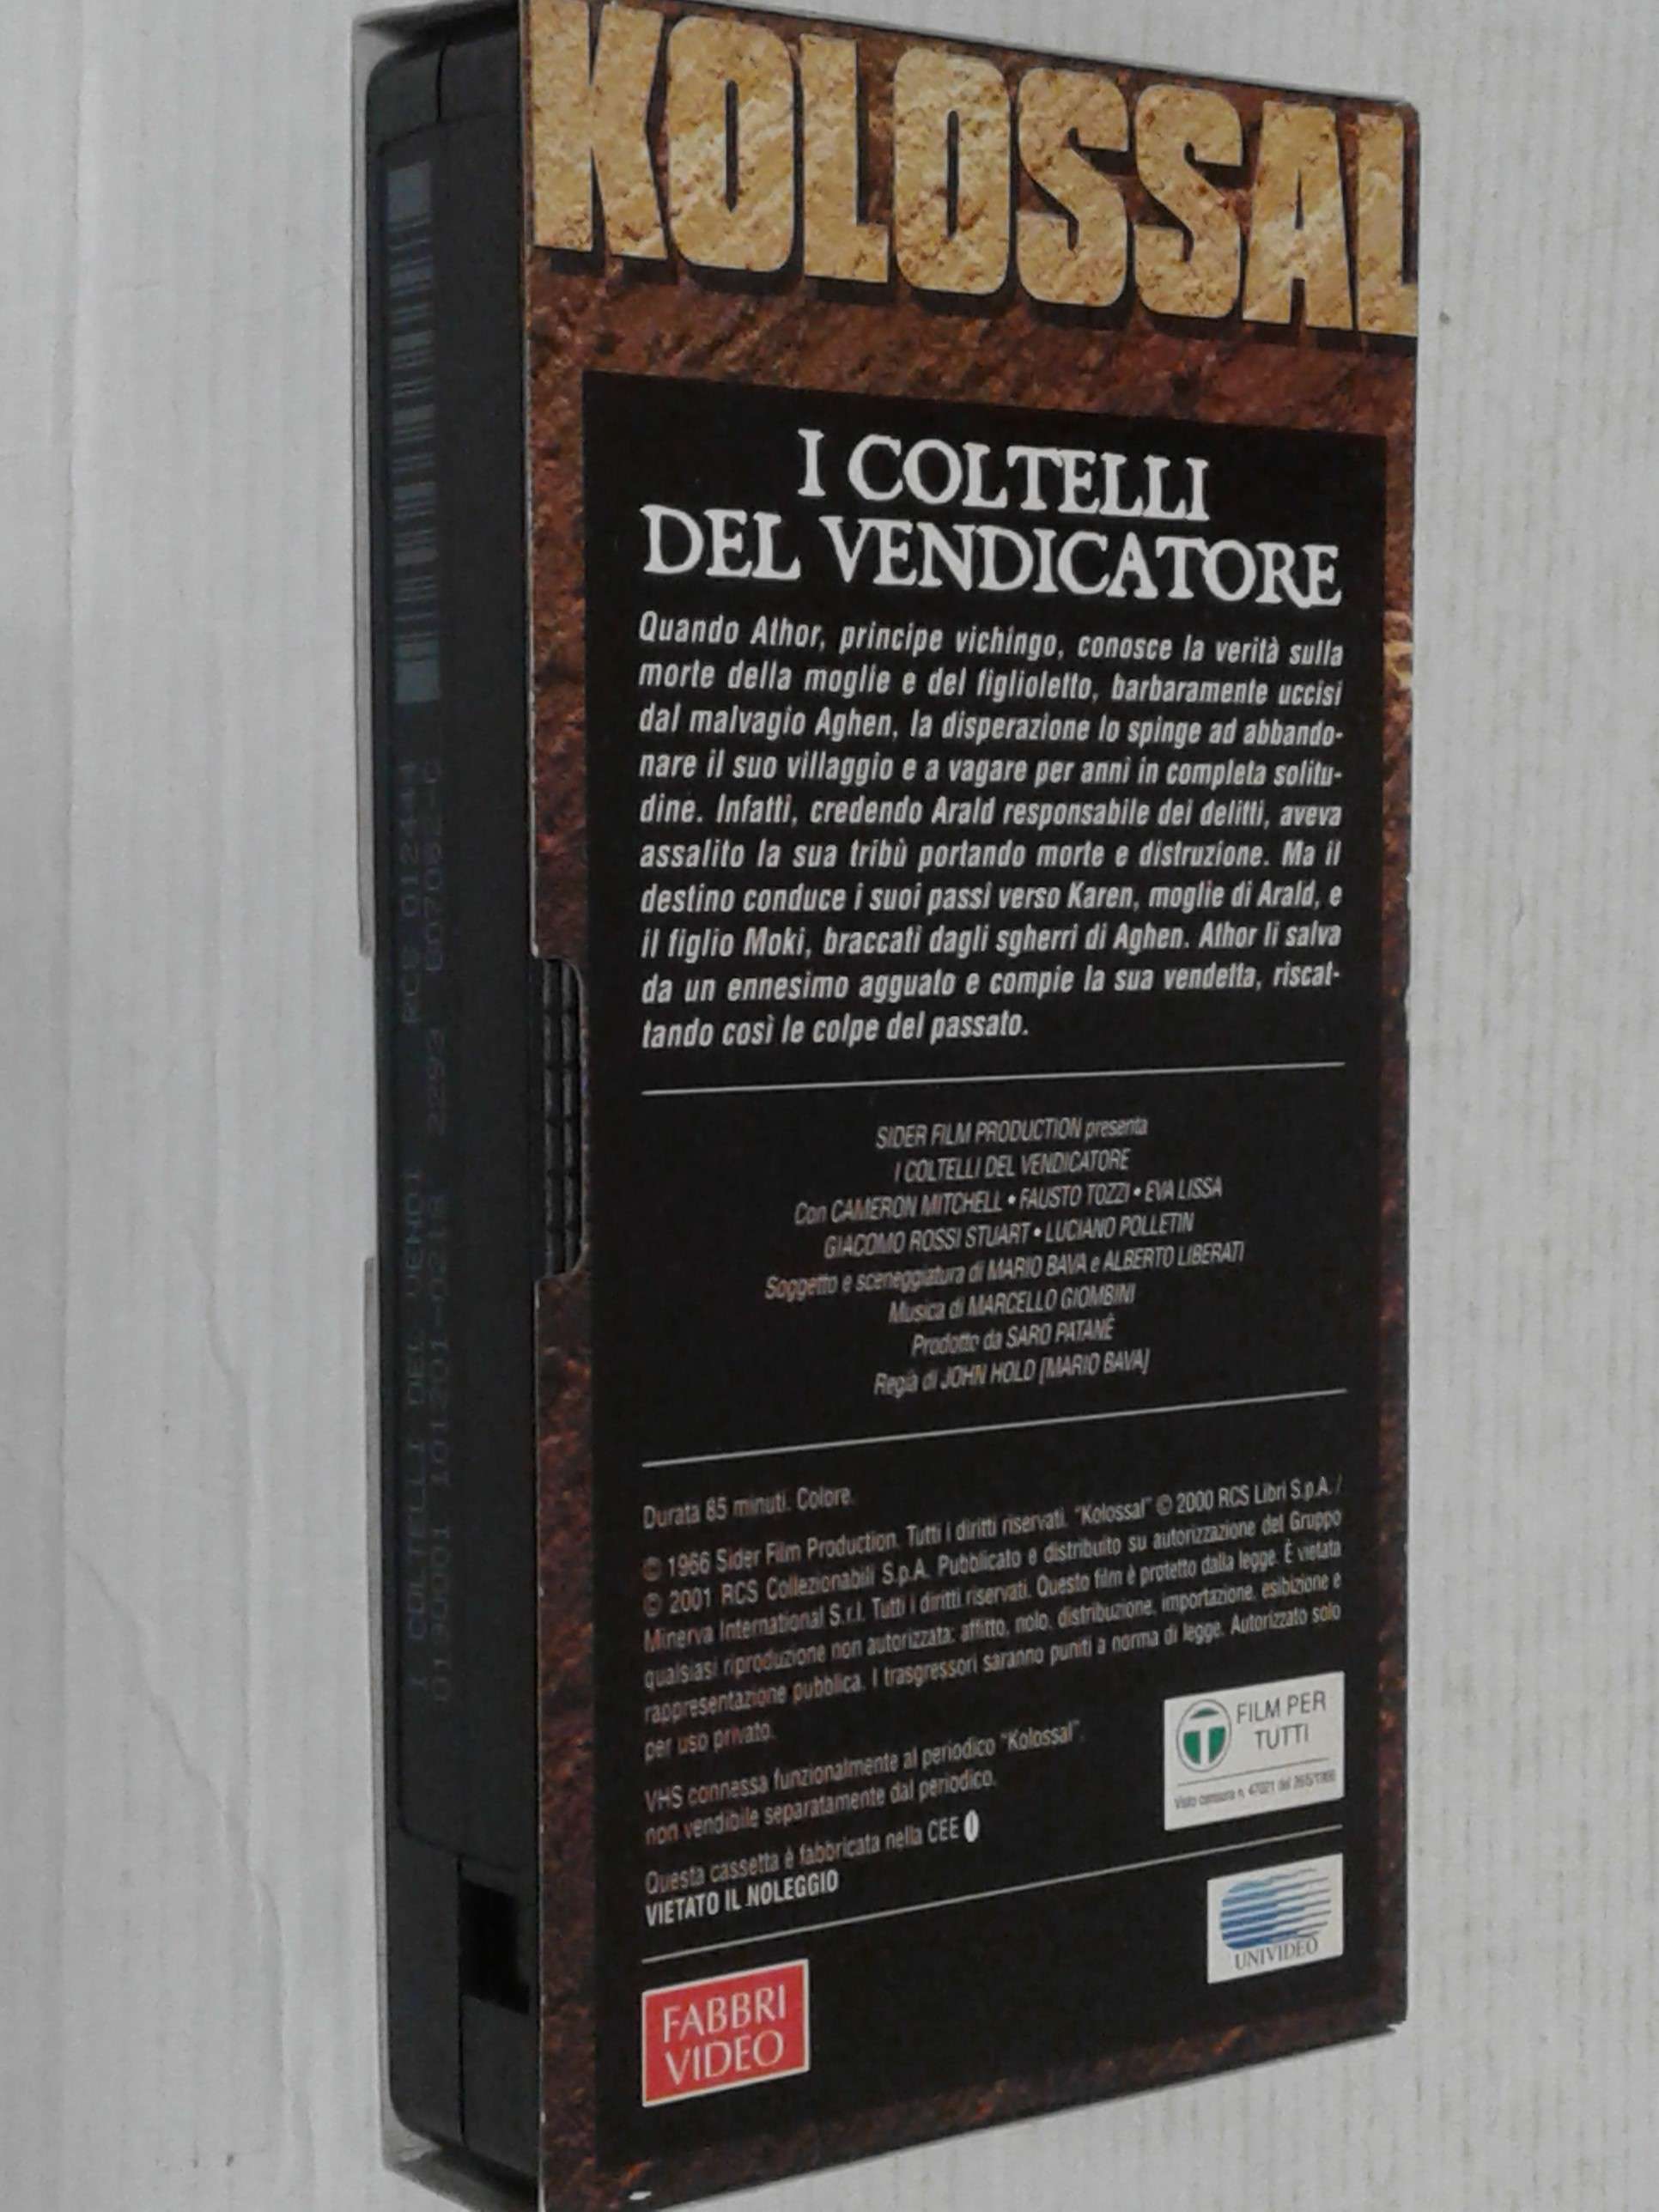 KOLOSSAL
I COLTELLI
DEL VENDICATORE
Quando Athor, principe vichingo, conosce la verità sulla
morte della moglie e del figlioletto, barbaramente uccisi
dal malvagio Aghen, la disperazione lo spinge ad abbando-
nare il suo villaggio e a vagare per anni in completa solitu-
dine. Infatti, credendo Arald responsabile dei delitti, aveva
assalito la sua tribù portando morte e distruzione. Ma il
destino conduce i suoi passi verso Karen, moglie di Arald, e
il figlio Moki, braccati dagli sgherri di Aghen. Athor li salva
da un ennesimo agguato e compie la sua vendetta, riscat-
tando così le colpe del passato.
SIDER FILM PRODUCTION presenta
I COLTELLI DEL VENDICATORE
Con CAMERON MITCHELL • FAUSTO TOZZI • EVA LISSA
GIACOMO ROSSI STUART • LUCIANO POLLETIN
Soggetto e sceneggiatura di MARIO BAVA e ALBERTO LIBERATI
Musica di MARCELLO GIOMBINI
Prodotto da SARO PATANÈ
Regia di JOHN HOLD [MARIO BAVA]
Durata 85 minuti. Colore.
© 1966 Sider Film Production. Tutti i diritti riservati. "Kolossal" © 2000 RCS Libri S.p.A. /
© 2001 RCS Collezionabili S.p.A. Pubblicato e distribuito su autorizzazione del Gruppo
Minerva International S.r.l. Tutti i diritti riservati. Questo film è protetto dalla legge. È vietata
qualsiasi riproduzione non autorizzata: affitto, nolo, distribuzione, importazione, esibizione e
rappresentazione pubblica. I trasgressori saranno puniti a norma di legge. Autorizzato solo
per uso privato.
VHS connessa funzionalmente al periodico "Kolossal",
non vendibile separatamente dal periodico.
Questa cassetta è fabbricata nella CEE
VIETATO IL NOLEGGIO
T FILM PER
TUTTI
Visto censura n. 47021 del 26/5/1966
UNIVIDEO
FABBRI
VIDEO
I COLTELLI DEL VENDI RCS 01244